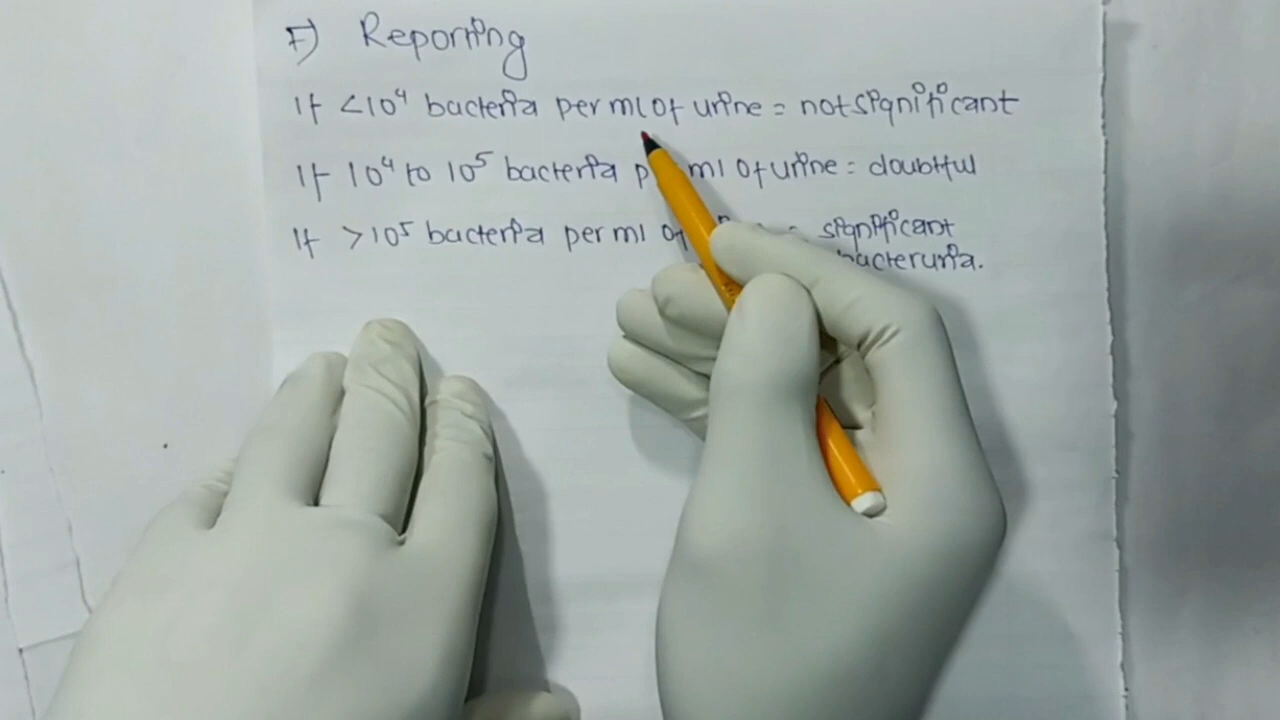 F) Reporting
If <10⁴ bacteria per ml of urine = not significant
If 10⁴ to 10⁵ bacteria ml of urine = doubtful
If >10⁵ bacteria per ml significant
bacteruria.